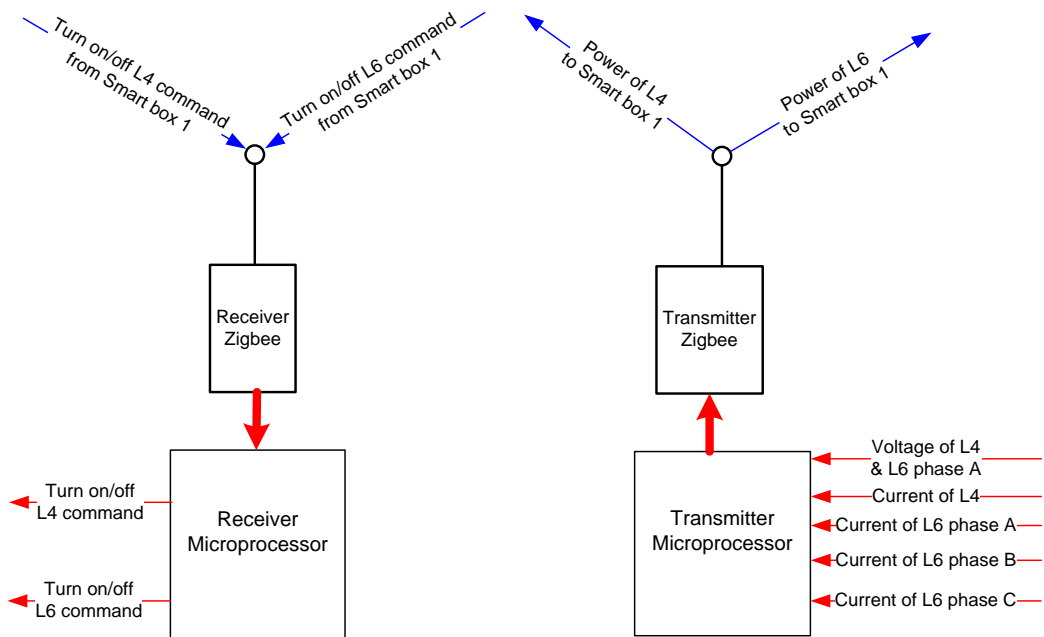 Turn on/off L4 command
from Smart box 1
Turn on/off L6 command
from Smart box 1
Power of L4
to Smart box 1
Power of L6
to Smart box 1
Receiver
Zigbee
Transmitter
Zigbee
Turn on/off
L4 command
Turn on/off
L6 command
Receiver
Microprocessor
Transmitter
Microprocessor
Voltage of L4
& L6 phase A
Current of L4
Current of L6 phase A
Current of L6 phase B
Current of L6 phase C